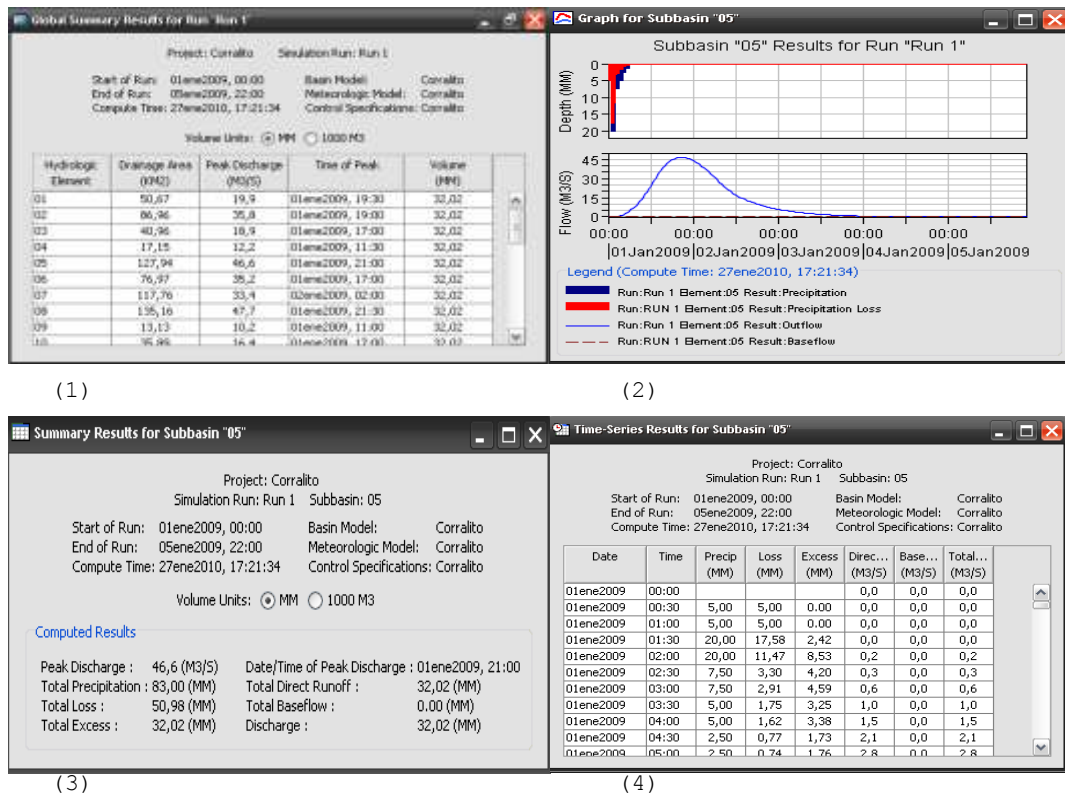 Global Summary Results for Run "Run 1"
Project: Corralito Simulation Run: Run 1
Start of Run: 01ene2009, 00:00 Basin Model: Corralito
End of Run: 05ene2009, 22:00 Meteorologic Model: Corralito
Compute Time: 27ene2010, 17:21:34 Control Specifications: Corralito
Volume Units: MM 1000 M3
Hydrologic Drainage Area Peak Discharge Time of Peak Volume
Element (KM2) (M3/S) (MM)
01 50,67 19,9 01ene2009, 19:30 32,02
02 86,96 35,8 01ene2009, 19:00 32,02
03 40,96 18,9 01ene2009, 17:00 32,02
04 17,15 12,2 01ene2009, 11:30 32,02
05 127,94 46,6 01ene2009, 21:00 32,02
06 76,97 35,2 01ene2009, 17:00 32,02
07 117,76 33,4 02ene2009, 02:00 32,02
08 135,16 47,7 01ene2009, 21:30 32,02
09 13,13 10,2 01ene2009, 11:00 32,02
10 35,99 16,4 01ene2009, 17:00 32,02
(1)
Graph for Subbasin "05"
Subbasin "05" Results for Run "Run 1"
Depth (MM)
0
5
10
15
20
Flow (M3/S)
45
30
15
0
00:00 00:00 00:00 00:00 00:00
|01Jan2009|02Jan2009|03Jan2009|04Jan2009|05Jan2009
Legend (Compute Time: 27ene2010, 17:21:34)
Run:Run 1 Element:05 Result:Precipitation
Run:RUN 1 Element:05 Result:Precipitation Loss
Run:Run 1 Element:05 Result:Outflow
Run:RUN 1 Element:05 Result:Baseflow
(2)
Summary Results for Subbasin "05"
Project: Corralito
Simulation Run: Run 1 Subbasin: 05
Start of Run: 01ene2009, 00:00 Basin Model: Corralito
End of Run: 05ene2009, 22:00 Meteorologic Model: Corralito
Compute Time: 27ene2010, 17:21:34 Control Specifications: Corralito
Volume Units: MM 1000 M3
Computed Results
Peak Discharge : 46,6 (M3/S) Date/Time of Peak Discharge : 01ene2009, 21:00
Total Precipitation : 83,00 (MM) Total Direct Runoff : 32,02 (MM)
Total Loss : 50,98 (MM) Total Baseflow : 0.00 (MM)
Total Excess : 32,02 (MM) Discharge : 32,02 (MM)
(3)
Time-Series Results for Subbasin "05"
Project: Corralito
Simulation Run: Run 1 Subbasin: 05
Start of Run: 01ene2009, 00:00 Basin Model: Corralito
End of Run: 05ene2009, 22:00 Meteorologic Model: Corralito
Compute Time: 27ene2010, 17:21:34 Control Specifications: Corralito
Date Time Precip Loss Excess Direc... Base... Total...
(MM) (MM) (MM) (M3/S) (M3/S) (M3/S)
01ene2009 00:00 0,0 0,0 0,0
01ene2009 00:30 5,00 5,00 0.00 0,0 0,0 0,0
01ene2009 01:00 5,00 5,00 0.00 0,0 0,0 0,0
01ene2009 01:30 20,00 17,58 2,42 0,0 0,0 0,0
01ene2009 02:00 20,00 11,47 8,53 0,2 0,0 0,2
01ene2009 02:30 7,50 3,30 4,20 0,3 0,0 0,3
01ene2009 03:00 7,50 2,91 4,59 0,6 0,0 0,6
01ene2009 03:30 5,00 1,75 3,25 1,0 0,0 1,0
01ene2009 04:00 5,00 1,62 3,38 1,5 0,0 1,5
01ene2009 04:30 2,50 0,77 1,73 2,1 0,0 2,1
01ene2009 05:00 2,50 0,74 1,76 2,8 0,0 2,8
(4)